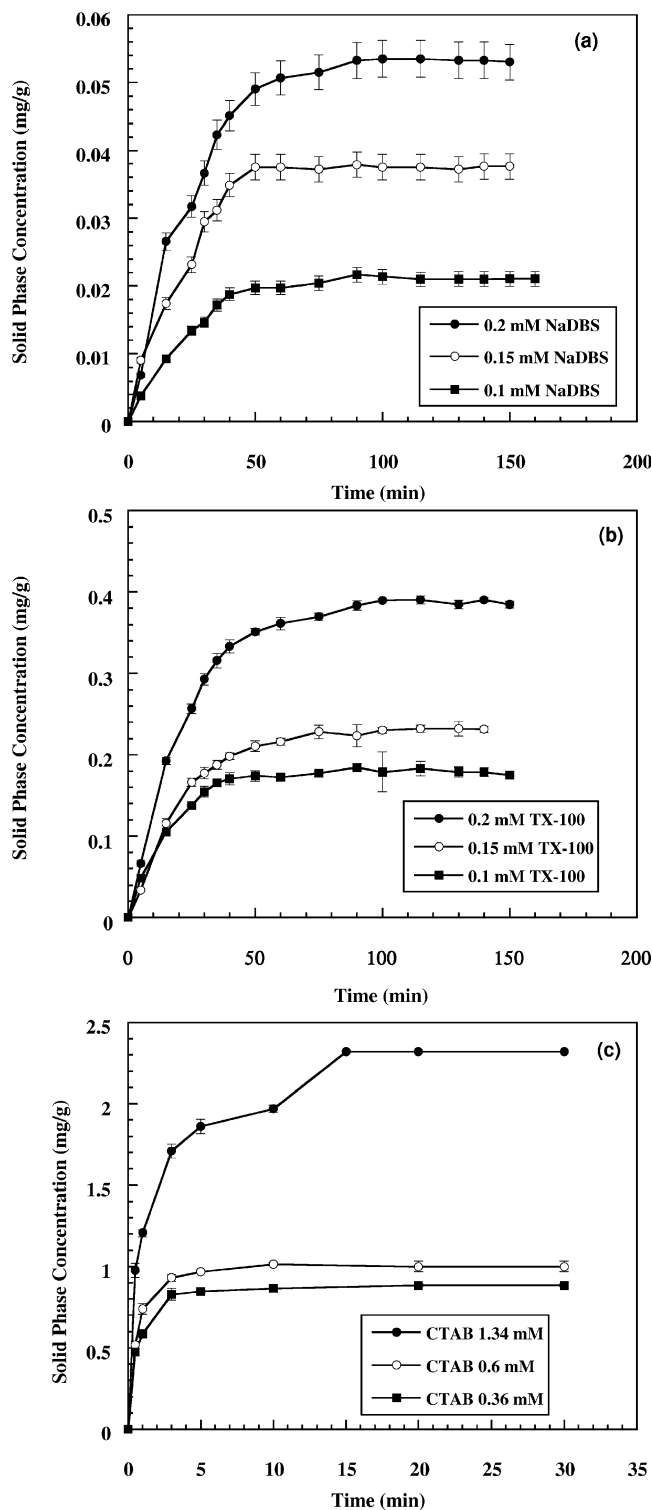 (a)
0.06
0.05
0.04
0.03
0.02
0.01
0
Solid Phase Concentration (mg/g)
0.2 mM NaDBS
0.15 mM NaDBS
0.1 mM NaDBS
0 50 100 150 200
Time (min)
(b)
0.5
0.4
0.3
0.2
0.1
0
Solid Phase Concentration (mg/g)
0.2 mM TX-100
0.15 mM TX-100
0.1 mM TX-100
0 50 100 150 200
Time (min)
(c)
2.5
2
1.5
1
0.5
0
Solid Phase Concentration (mg/g)
CTAB 1.34 mM
CTAB 0.6 mM
CTAB 0.36 mM
0 5 10 15 20 25 30 35
Time (min)